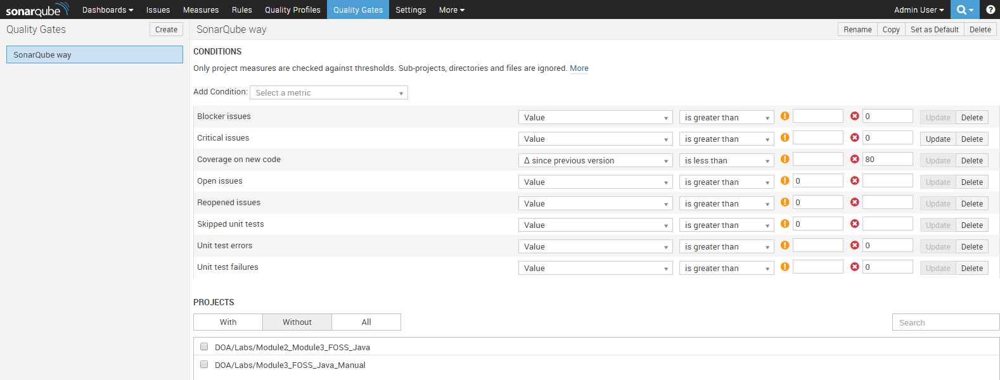 sonarqube Dashboards Issues Measures Rules Quality Profiles Quality Gates Settings More Admin User ?
Quality Gates Create SonarQube way Rename Copy Set as Default Delete
SonarQube way
CONDITIONS
Only project measures are checked against thresholds. Sub-projects, directories and files are ignored. More
Add Condition: Select a metric
Blocker issues Value is greater than 0 Update Delete
Critical issues Value is greater than 0 Update Delete
Coverage on new code Δ since previous version is less than 80 Update Delete
Open issues Value is greater than 0 Update Delete
Reopened issues Value is greater than 0 Update Delete
Skipped unit tests Value is greater than 0 Update Delete
Unit test errors Value is greater than 0 Update Delete
Unit test failures Value is greater than 0 Update Delete
PROJECTS
With Without All Search
DOA/Labs/Module2_Module3_FOSS_Java
DOA/Labs/Module3_FOSS_Java_Manual